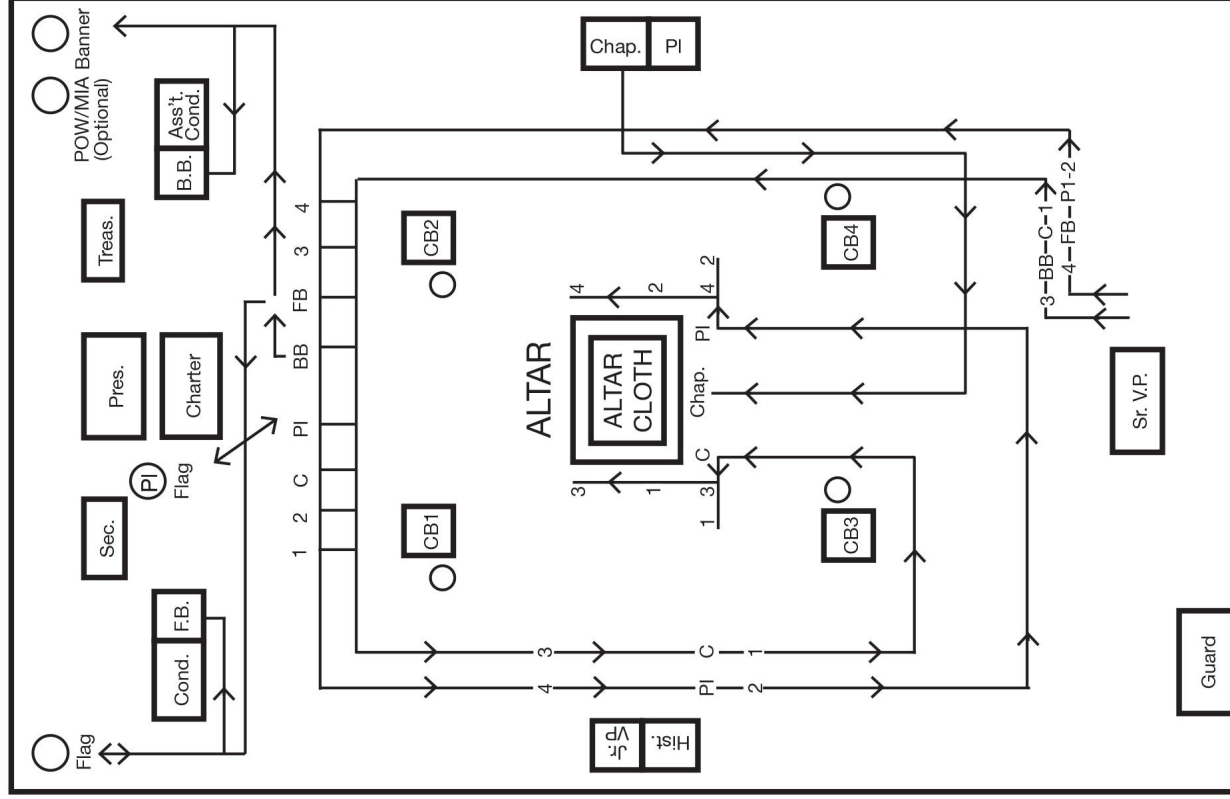 POW/MIA Banner
(Optional)
Ass't.
Cond.
B.B.
Treas.
Pres.
Charter
PI
Flag
Sec.
F.B.
Cond.
Flag
Chap.
PI
1
2
C
PI
BB
FB
3
4
CB1
CB2
CB3
CB4
ALTAR
ALTAR
CLOTH
3
1
4
2
1
3
C
Chap.
PI
4
2
3
C
1
4
PI
2
3-BB-C-1
4-FB-P1-2
Jr.
VP
Hist.
Sr. V.P.
Guard